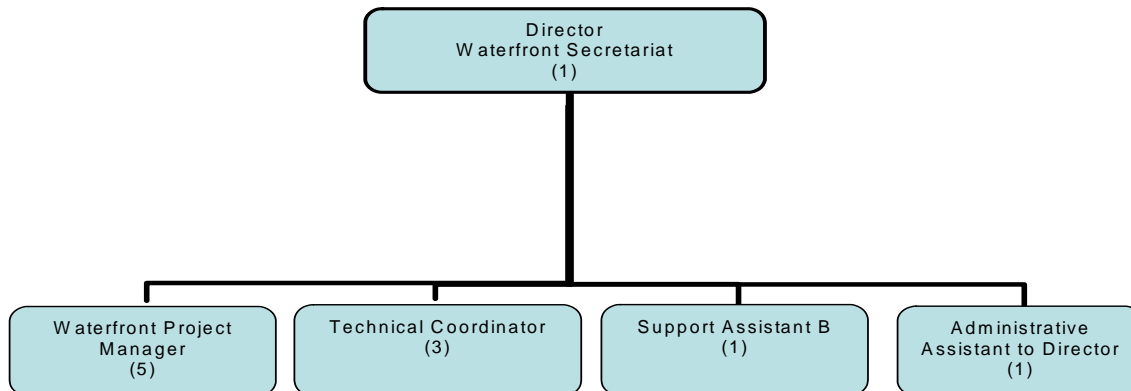 Director
Waterfront Secretariat
(1)
Waterfront Project
Manager
(5)
Technical Coordinator
(3)
Support Assistant B
(1)
Administrative
Assistant to Director
(1)